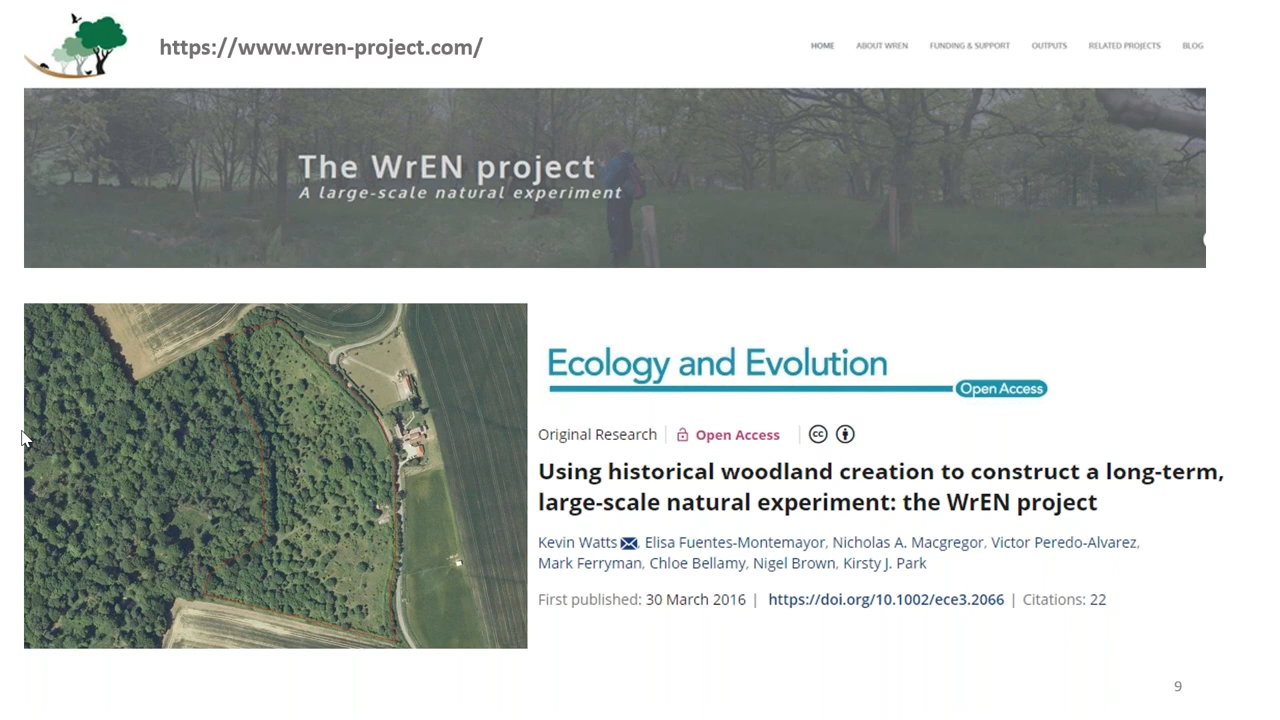 https://www.wren-project.com/
HOME ABOUT WREN FUNDING & SUPPORT OUTPUTS RELATED PROJECTS BLOG
The WrEN project
A large-scale natural experiment
Ecology and Evolution
Open Access
Original Research | Open Access | cc
Using historical woodland creation to construct a long-term,
large-scale natural experiment: the WrEN project
Kevin Watts, Elisa Fuentes-Montemayor, Nicholas A. Macgregor, Victor Peredo-Alvarez,
Mark Ferryman, Chloe Bellamy, Nigel Brown, Kirsty J. Park
First published: 30 March 2016 | https://doi.org/10.1002/ece3.2066 | Citations: 22
9